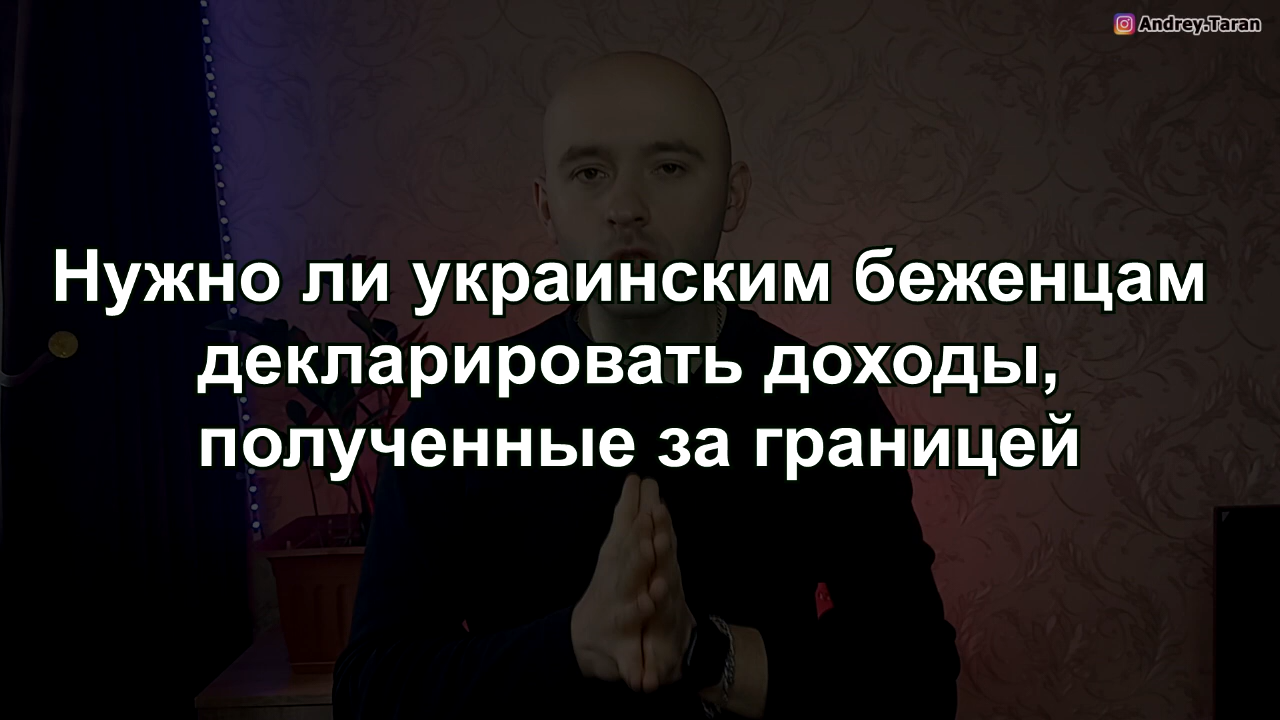 Andrey.Taran
Нужно ли украинским беженцам
декларировать доходы,
полученные за границей